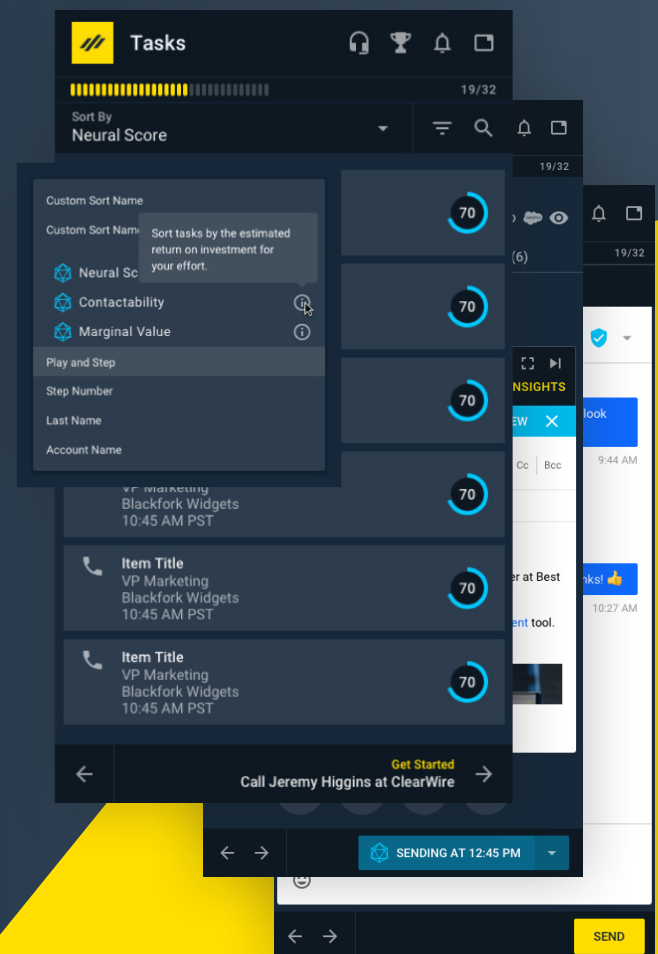 Tasks
19/32
Sort By
Neural Score
Custom Sort Name
Custom Sort Name
Sort tasks by the estimated
return on investment for
your effort.
Neural Sc
Contactability
Marginal Value
Play and Step
Step Number
Last Name
Account Name
70
70
70
70
VP Marketing
Blackfork Widgets
10:45 AM PST
Item Title
VP Marketing
Blackfork Widgets
10:45 AM PST
70
Item Title
VP Marketing
Blackfork Widgets
10:45 AM PST
70
Get Started
Call Jeremy Higgins at ClearWire
19/32
(6)
NSIGHTS
EW
Cc Bcc
er at Best
ent tool.
SENDING AT 12:45 PM
19/32
look
9:44 AM
nks! 👍
10:27 AM
SEND